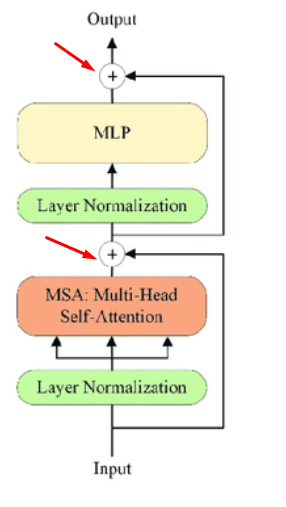 Output
+
MLP
Layer Normalization
+
MSA: Multi-Head
Self-Attention
Layer Normalization
Input